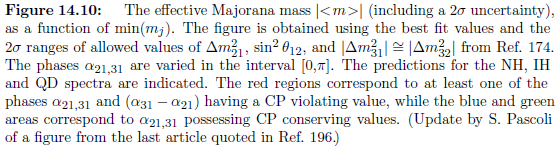 Figure 14.10: The effective Majorana mass |<m>| (including a 2σ uncertainty),
as a function of min(mⱼ). The figure is obtained using the best fit values and the
2σ ranges of allowed values of Δm²₂₁, sin² θ₁₂, and |Δm²₃₁| ≅ |Δm²₃₂| from Ref. 174.
The phases α₂₁,₃₁ are varied in the interval [0,π]. The predictions for the NH, IH
and QD spectra are indicated. The red regions correspond to at least one of the
phases α₂₁,₃₁ and (α₃₁ − α₂₁) having a CP violating value, while the blue and green
areas correspond to α₂₁,₃₁ possessing CP conserving values. (Update by S. Pascoli
of a figure from the last article quoted in Ref. 196.)